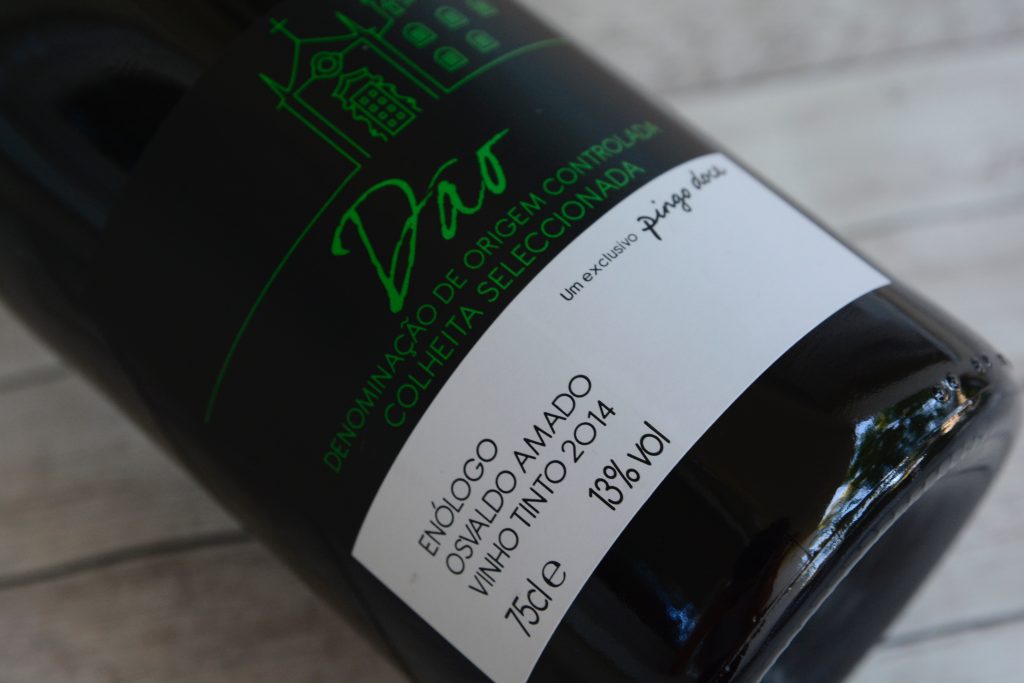 Dão
DENOMINAÇÃO DE ORIGEM CONTROLADA
COLHEITA SELECCIONADA
Um exclusivo pingo doce
ENÓLOGO
OSVALDO AMADO
VINHO TINTO 2014
75cl e 13% vol